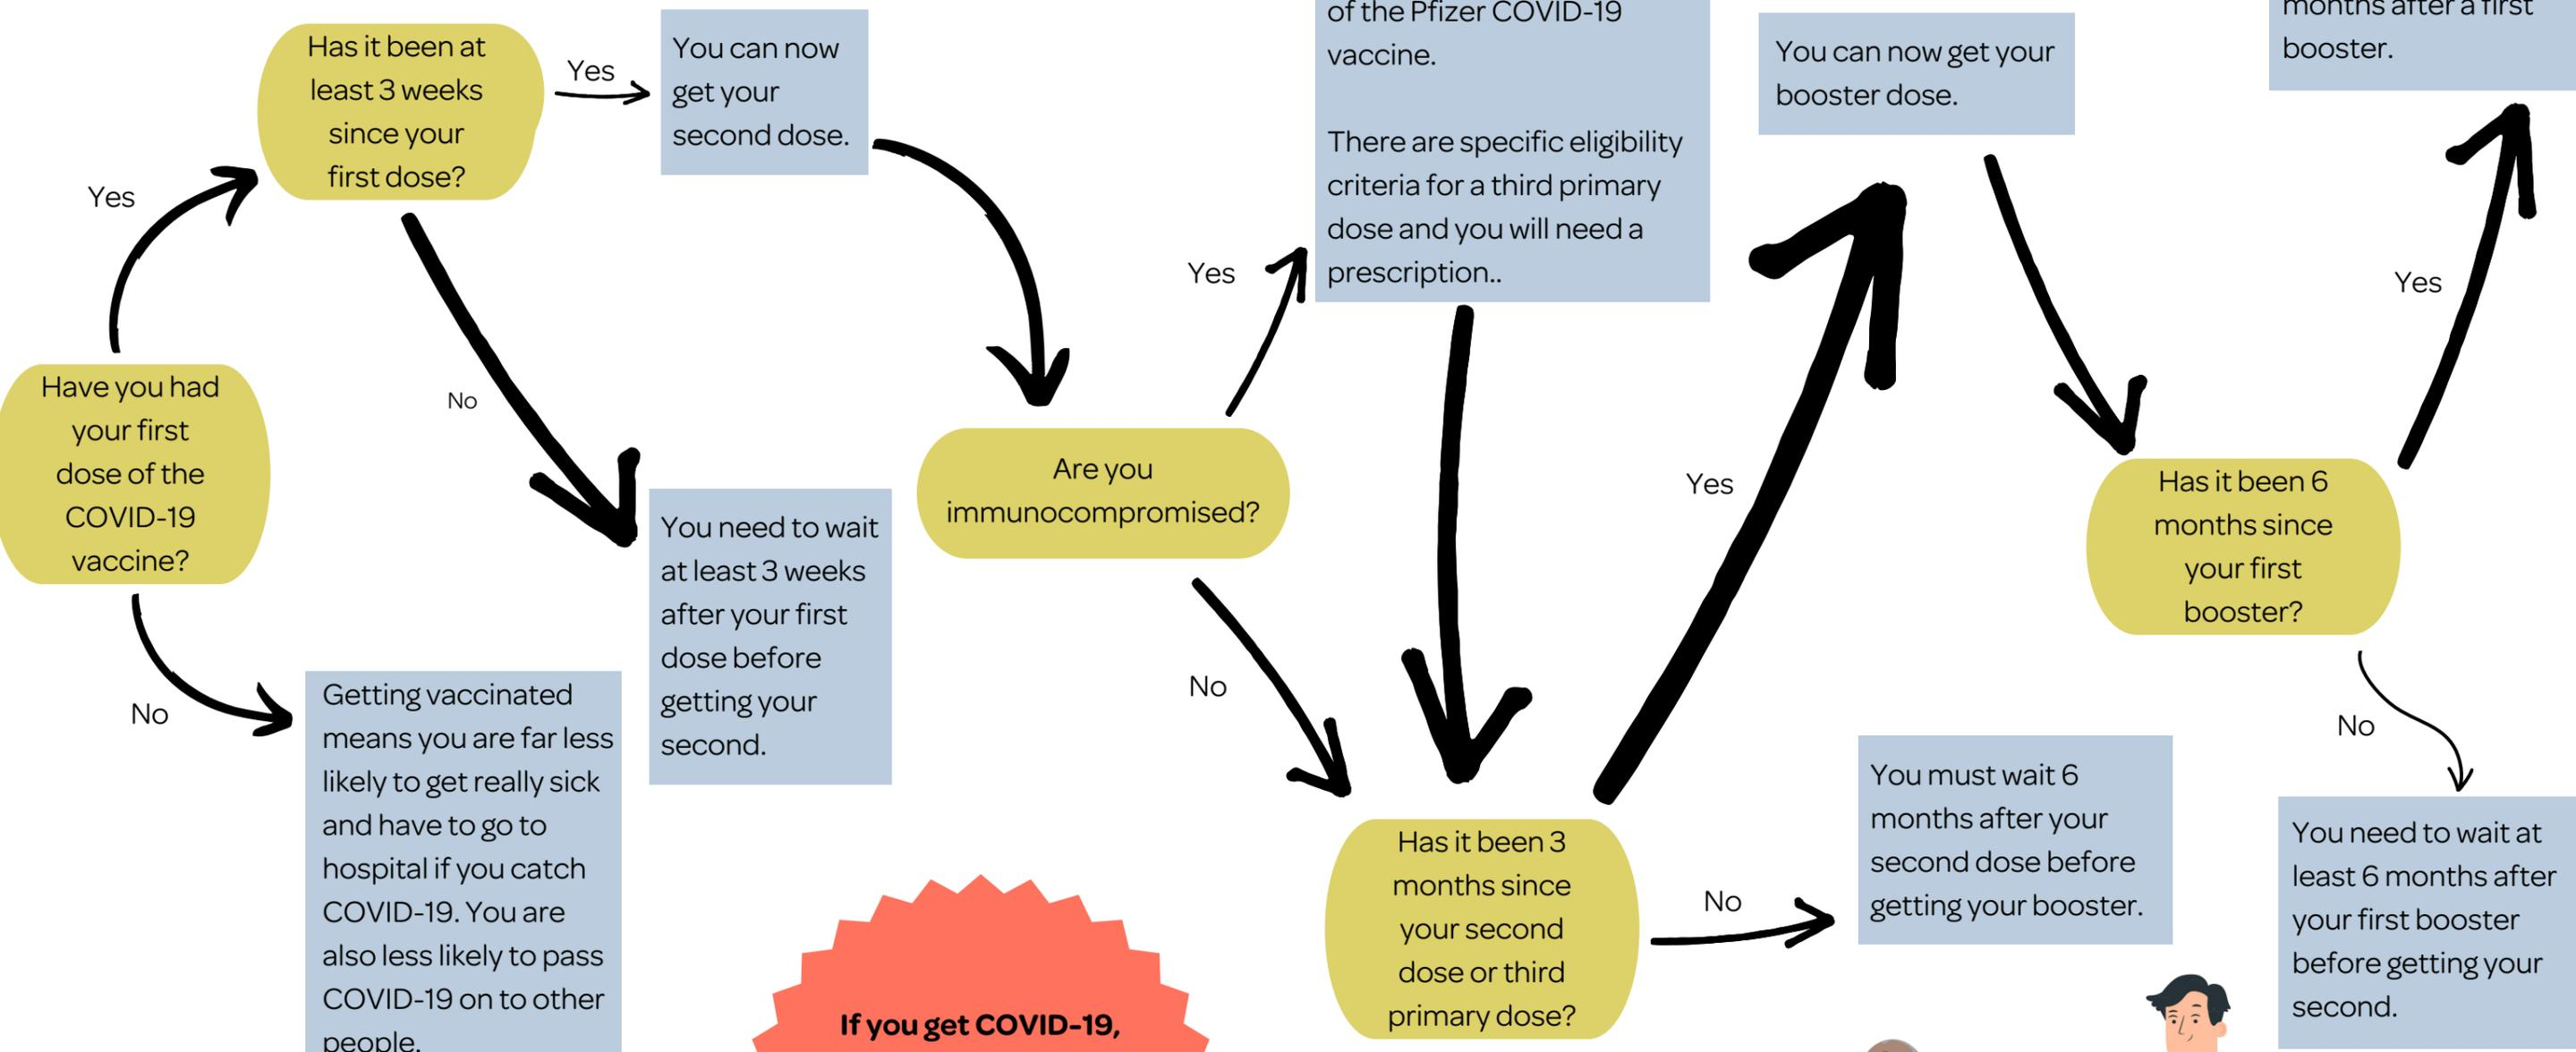 Has it been at
least 3 weeks
since your
first dose?
Yes
You can now
get your
second dose.
Yes
Have you had
your first
dose of the
COVID-19
vaccine?
No
Getting vaccinated
means you are far less
likely to get really sick
and have to go to
hospital if you catch
COVID-19. You are
also less likely to pass
COVID-19 on to other
people.
No
You need to wait
at least 3 weeks
after your first
dose before
getting your
second.
Are you
immunocompromised?
Yes
of the Pfizer COVID-19
vaccine.
There are specific eligibility
criteria for a third primary
dose and you will need a
prescription..
No
Has it been 3
months since
your second
dose or third
primary dose?
Yes
You can now get your
booster dose.
No
You must wait 6
months after your
second dose before
getting your booster.
Has it been 6
months since
your first
booster?
Yes
months after a first
booster.
No
You need to wait at
least 6 months after
your first booster
before getting your
second.
If you get COVID-19,